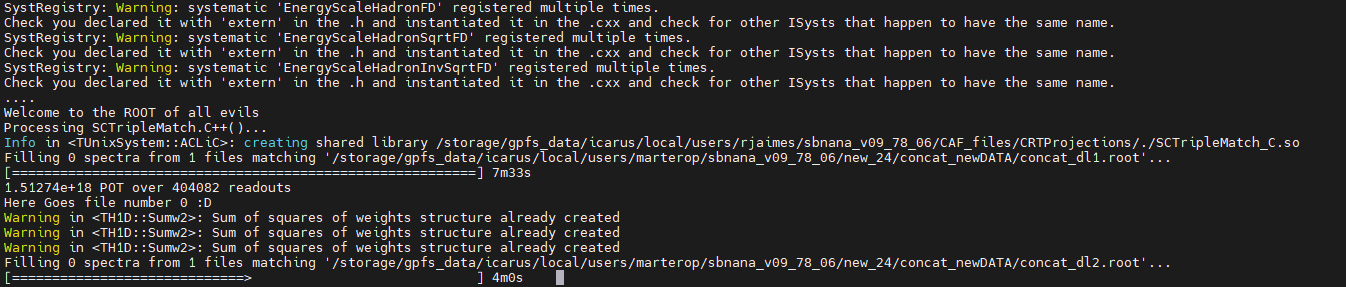 SystRegistry: Warning: systematic 'EnergyScaleHadronFD' registered multiple times.
Check you declared it with 'extern' in the .h and instantiated it in the .cxx and check for other ISysts that happen to have the same name.
SystRegistry: Warning: systematic 'EnergyScaleHadronSqrtFD' registered multiple times.
Check you declared it with 'extern' in the .h and instantiated it in the .cxx and check for other ISysts that happen to have the same name.
SystRegistry: Warning: systematic 'EnergyScaleHadronInvSqrtFD' registered multiple times.
Check you declared it with 'extern' in the .h and instantiated it in the .cxx and check for other ISysts that happen to have the same name.
....
Welcome to the ROOT of all evils
Processing SCTripleMatch.C++()...
Info in <TUnixSystem::ACLiC>: creating shared library /storage/gpfs_data/icarus/local/users/rjaimes/sbnana_v09_78_06/CAF_files/CRTProjections/./SCTripleMatch_C.so
Filling 0 spectra from 1 files matching '/storage/gpfs_data/icarus/local/users/marterop/sbnana_v09_78_06/new_24/concat_newDATA/concat_dl1.root'...
[==========================================================] 7m33s
1.51274e+18 POT over 404082 readouts
Here Goes file number 0 :D
Warning in <TH1D::Sumw2>: Sum of squares of weights structure already created
Warning in <TH1D::Sumw2>: Sum of squares of weights structure already created
Warning in <TH1D::Sumw2>: Sum of squares of weights structure already created
Filling 0 spectra from 1 files matching '/storage/gpfs_data/icarus/local/users/marterop/sbnana_v09_78_06/new_24/concat_newDATA/concat_dl2.root'...
[=============================>                            ] 4m0s